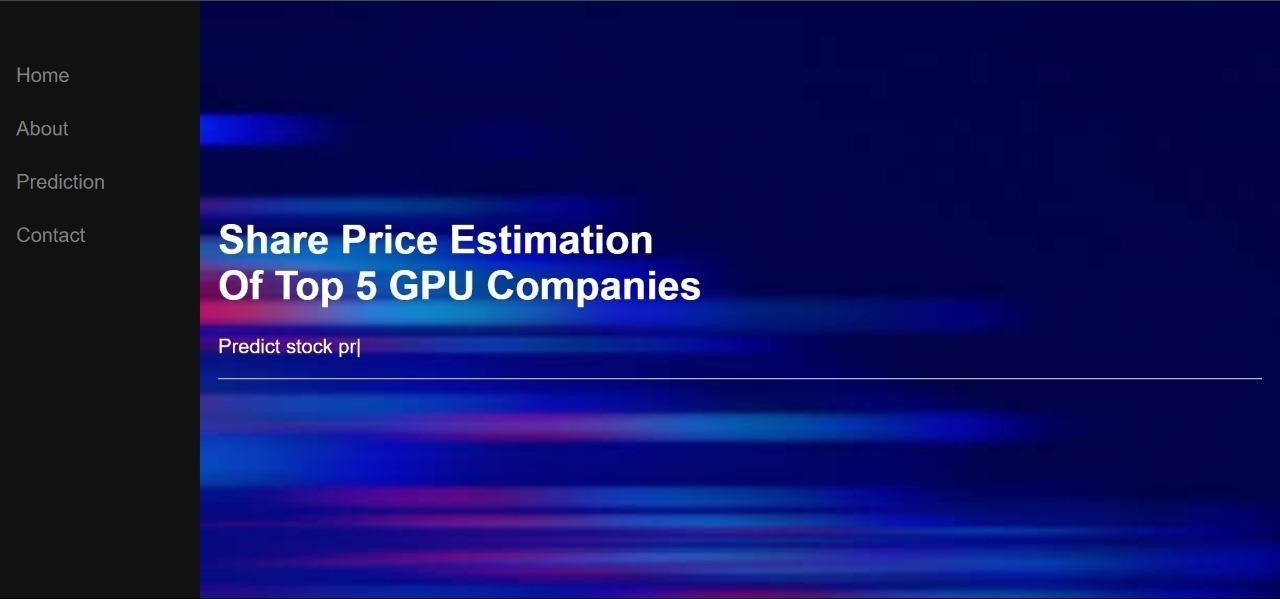 Home
About
Prediction
Contact
Share Price Estimation
Of Top 5 GPU Companies
Predict stock pr|